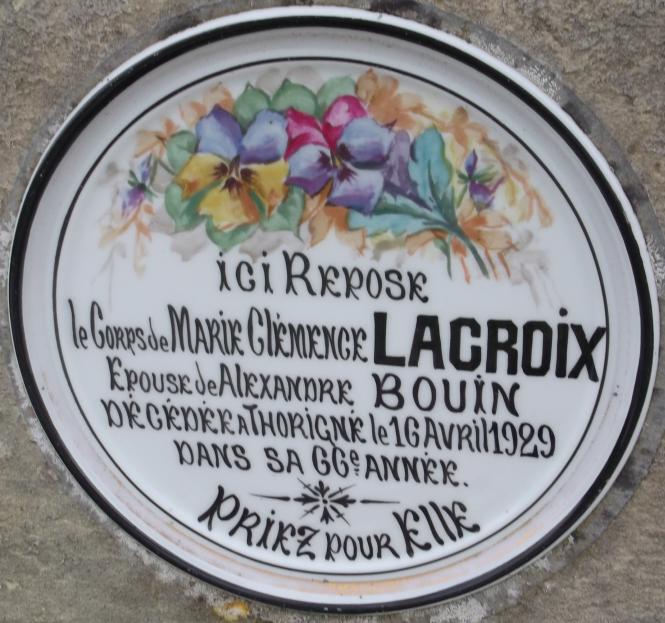 ici Repose
le Corps de Marie Clémence LACROIX
Epouse de Alexandre BOUIN
Décédée a Thorigné le 16 Avril 1929
dans sa 66e année.
Priez pour Elle